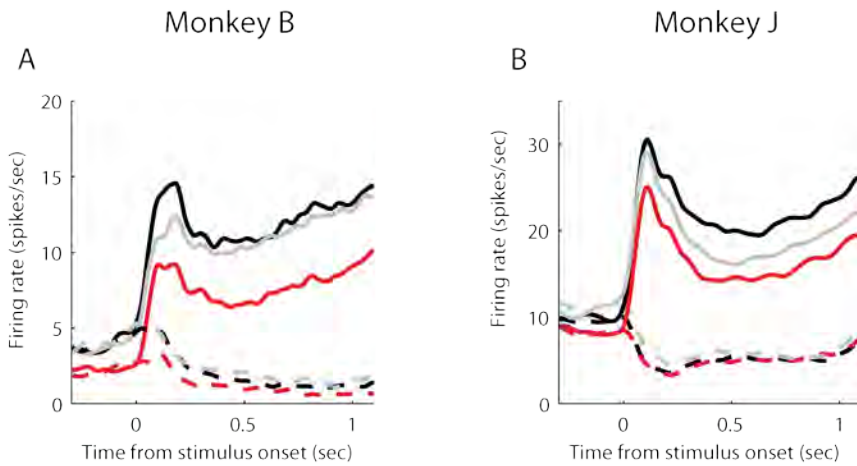 Monkey B
Monkey J
A
B
Firing rate (spikes/sec)
20
15
10
5
0
0
0.5
1
Time from stimulus onset (sec)
Firing rate (spikes/sec)
30
20
10
0
0
0.5
1
Time from stimulus onset (sec)